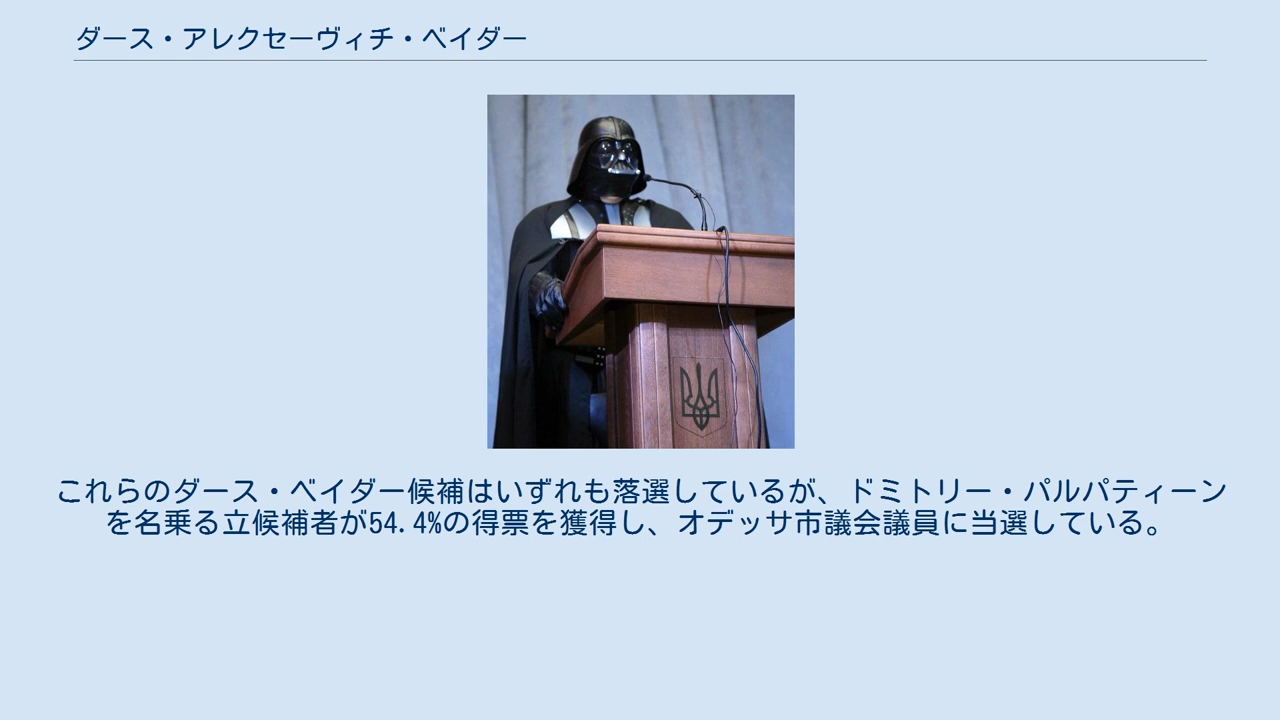 ダース・アレクセーヴィチ・ベイダー
これらのダース・ベイダー候補はいずれも落選しているが、ドミトリー・パルパティーン
を名乗る立候補者が54.4%の得票を獲得し、オデッサ市議会議員に当選している。